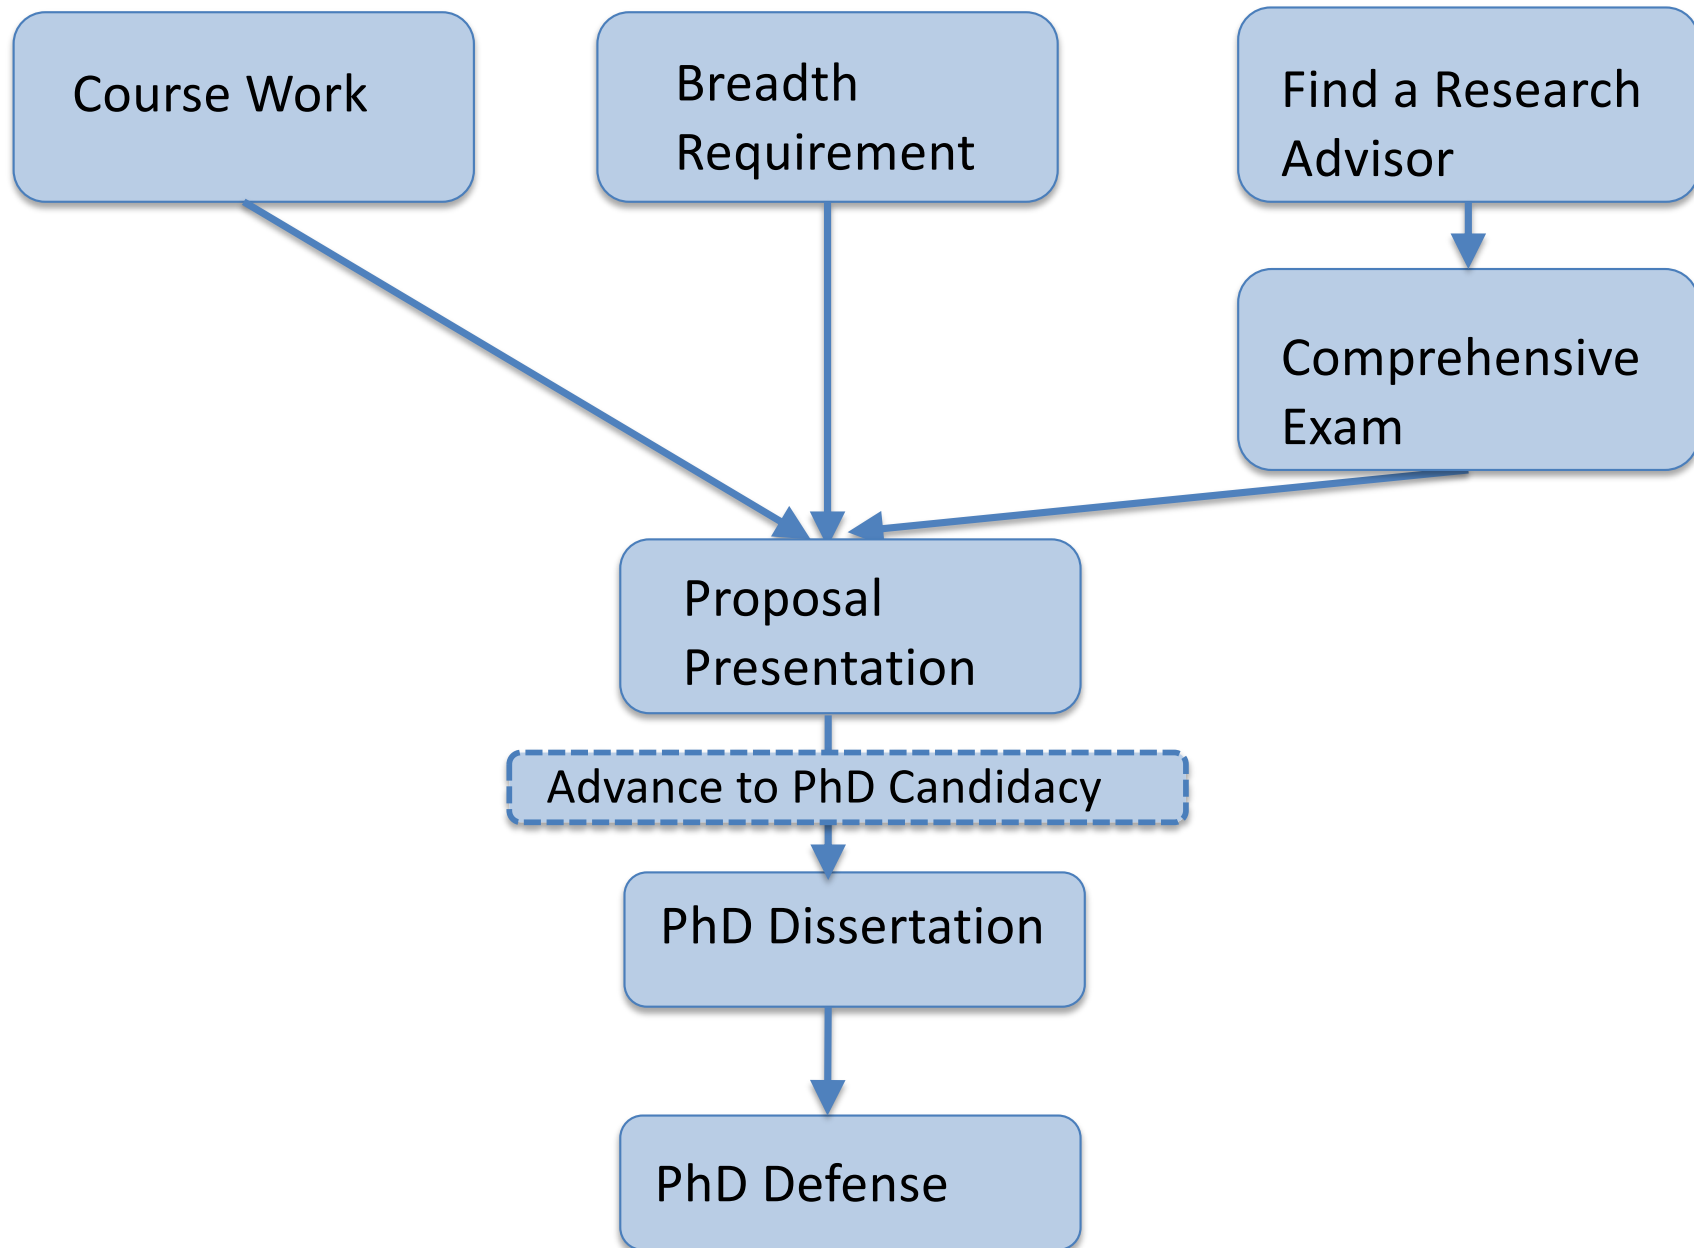 Course Work
Breadth
Requirement
Find a Research
Advisor
Comprehensive
Exam
Proposal
Presentation
Advance to PhD Candidacy
PhD Dissertation
PhD Defense